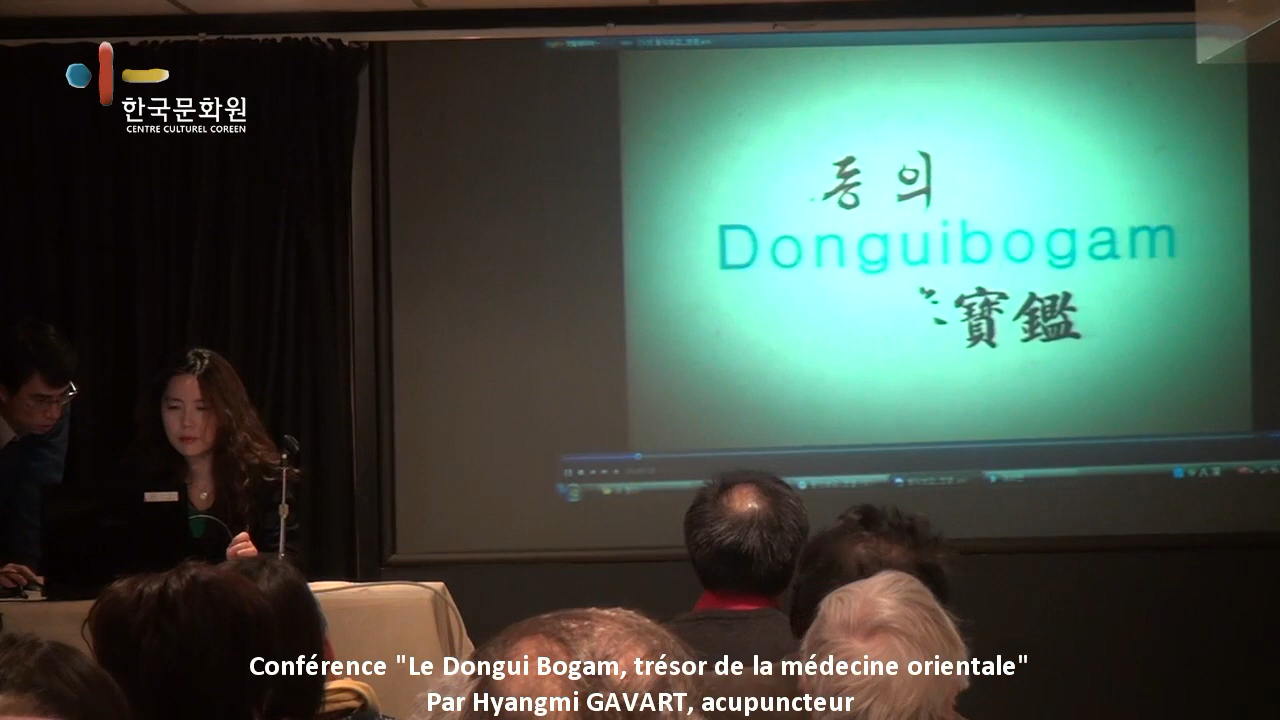 한국문화원
CENTRE CULTUREL COREEN
동의
Donguibogam
寶鑑
Conférence "Le Dongui Bogam, trésor de la médecine orientale"
Par Hyangmi GAVART, acupuncteur